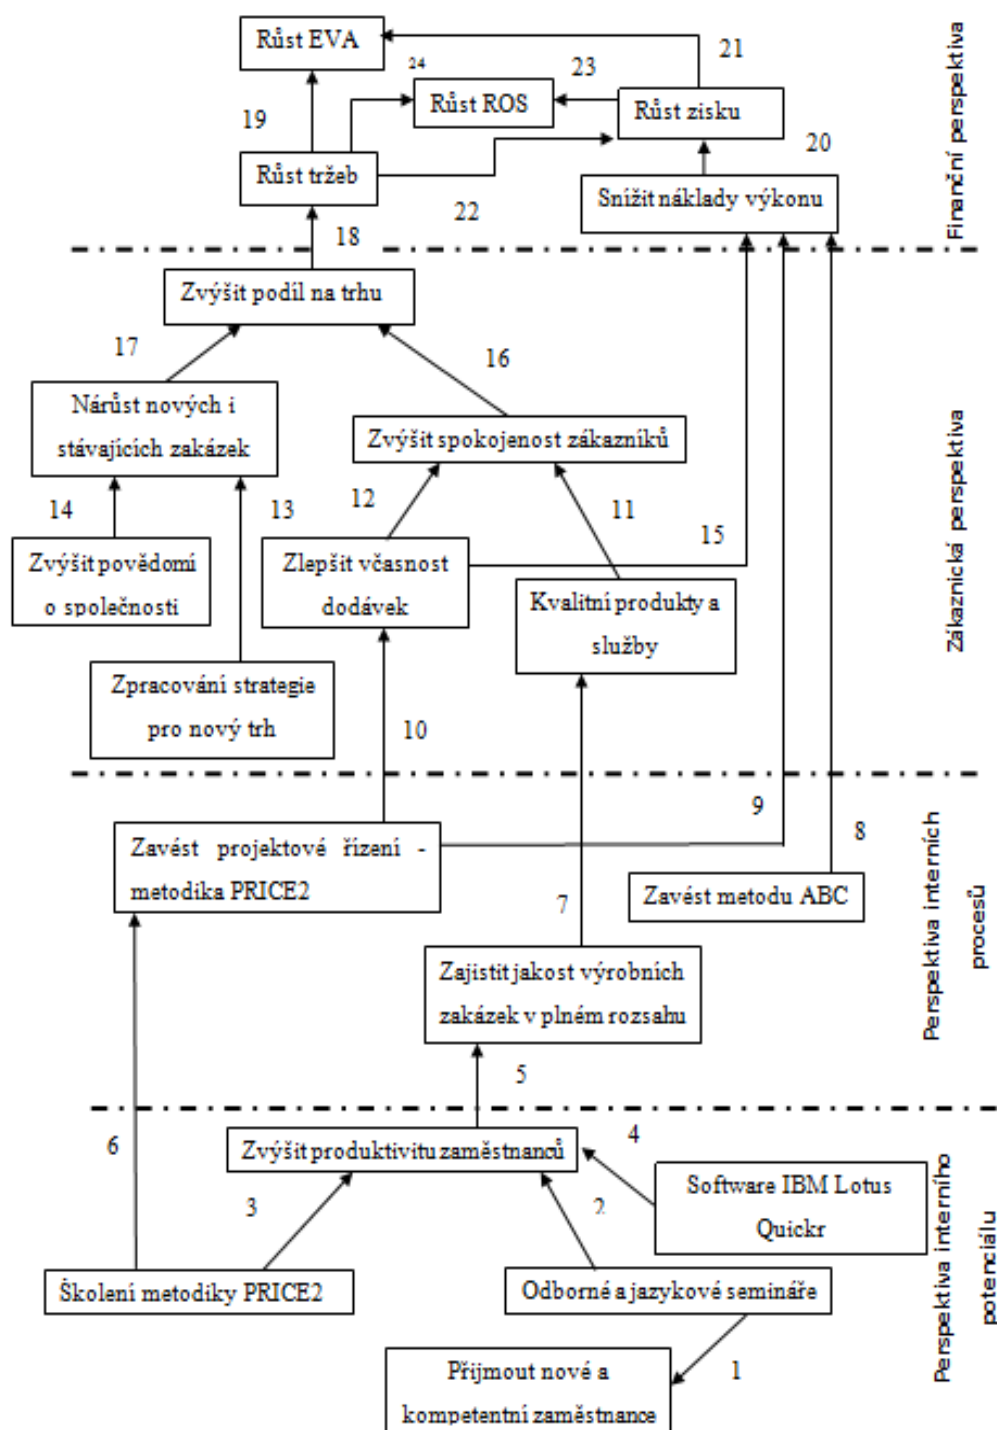 Růst EVA
21
24
23
Růst ROS
Růst zisku
19
20
Růst tržeb
Snížit náklady výkonu
22
18
Finanční perspektiva
Zvýšit podíl na trhu
17
16
Nárůst nových i
stávajících zakázek
Zvýšit spokojenost zákazníků
14
13
12
11
15
Zvýšit povědomí
o společnosti
Zlepšit včasnost
dodávek
Kvalitní produkty a
služby
Zpracování strategie
pro nový trh
10
Zákaznická perspektiva
9
8
Zavést projektové řízení -
metodika PRICE2
Zavést metodu ABC
7
Zajistit jakost výrobních
zakázek v plném rozsahu
5
Perspektiva interních
procesů
6
4
Zvýšit produktivitu zaměstnanců
3
2
Software IBM Lotus
Quickr
Školení metodiky PRICE2
Odborné a jazykové semináře
1
Přijmout nové a
kompetentní zaměstnance
Perspektiva interního
potenciálu